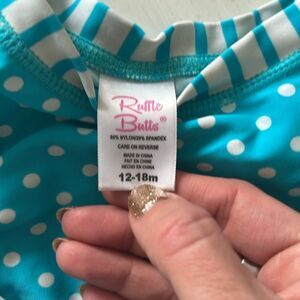 Ruffle
Butts®
80% NYLON/20% SPANDEX
CARE ON REVERSE
MADE IN CHINA
FAIT EN CHINE
HECHO EN CHINA
12-18m